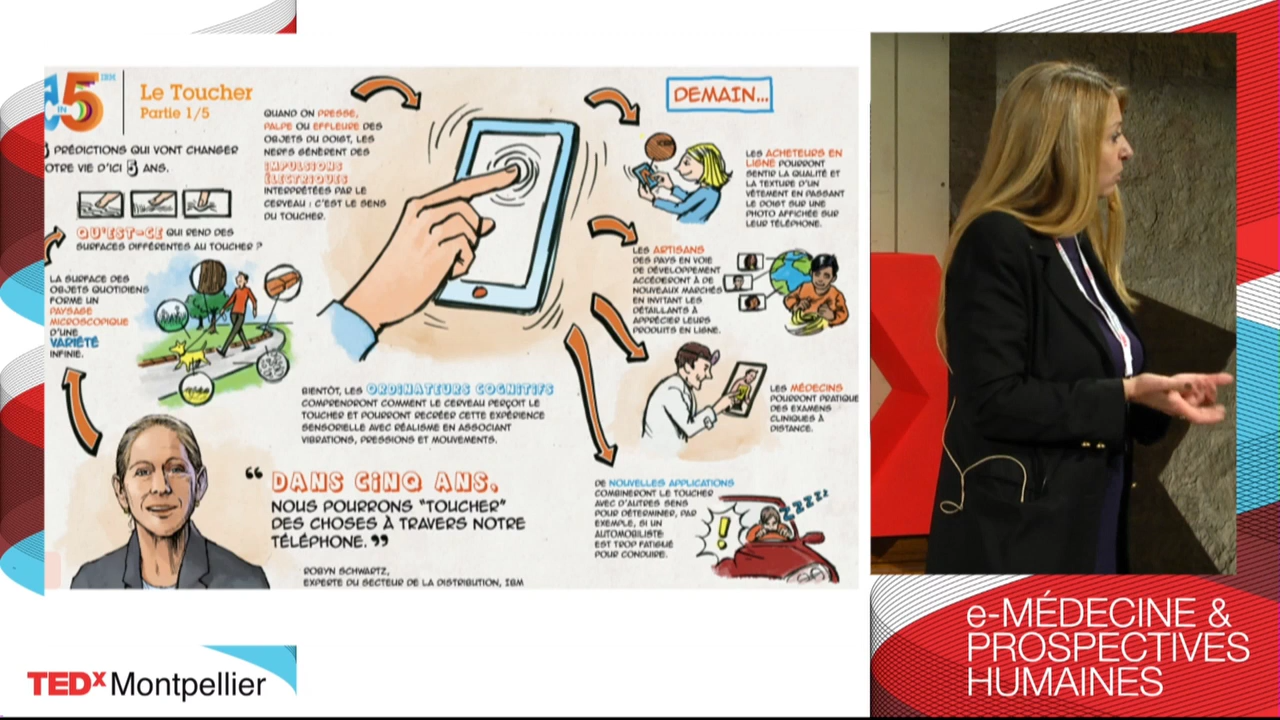 IN 5 IBM
Le Toucher
Partie 1/5
PRÉDICTIONS QUI VONT CHANGER
OTRE VIE D'ICI 5 ANS.
QU'EST-CE QUI REND DES
SURFACES DIFFÉRENTES AU TOUCHER ?
LA SURFACE DES
OBJETS QUOTIDIENS
FORME UN
PAYSAGE
MICROSCOPIQUE
D'UNE
VARIÉTÉ
INFINIE.
QUAND ON PRESSE,
PALPE OU EFFLEURE DES
OBJETS DU DOIGT, LES
NERFS GÉNÈRENT DES
IMPULSIONS
ÉLECTRIQUES
INTERPRÉTÉES PAR LE
CERVEAU : C'EST LE SENS
DU TOUCHER.
BIENTÔT, LES ORDINATEURS COGNITIFS
COMPRENDRONT COMMENT LE CERVEAU PERÇOIT LE
TOUCHER ET POURRONT RECRÉER CETTE EXPÉRIENCE
SENSORIELLE AVEC RÉALISME EN ASSOCIANT
VIBRATIONS, PRESSIONS ET MOUVEMENTS.
“ DANS CINQ ANS,
NOUS POURRONS "TOUCHER"
DES CHOSES À TRAVERS NOTRE
TÉLÉPHONE. ”
ROBYN SCHWARTZ,
EXPERTE DU SECTEUR DE LA DISTRIBUTION, IBM
DEMAIN...
LES ACHETEURS EN
LIGNE POURRONT
SENTIR LA QUALITÉ ET
LA TEXTURE D'UN
VÊTEMENT EN PASSANT
LE DOIGT SUR UNE
PHOTO AFFICHÉE SUR
LEUR TÉLÉPHONE.
LES ARTISANS
DES PAYS EN VOIE
DE DÉVELOPPEMENT
ACCÈDERONT À DE
NOUVEAUX MARCHÉS
EN INVITANT LES
DÉTAILLANTS À
APPRÉCIER LEURS
PRODUITS EN LIGNE.
LES MÉDECINS
POURRONT PRATIQUE
DES EXAMENS
CLINIQUES À
DISTANCE.
DE NOUVELLES APPLICATIONS
COMBINERONT LE TOUCHER
AVEC D'AUTRES SENS
POUR DÉTERMINER, PAR
EXEMPLE, SI UN
AUTOMOBILISTE
EST TROP FATIGUÉ
POUR CONDUIRE.
!
ZZZZZ
TEDx Montpellier
e-MÉDECINE &
PROSPECTIVES
HUMAINES